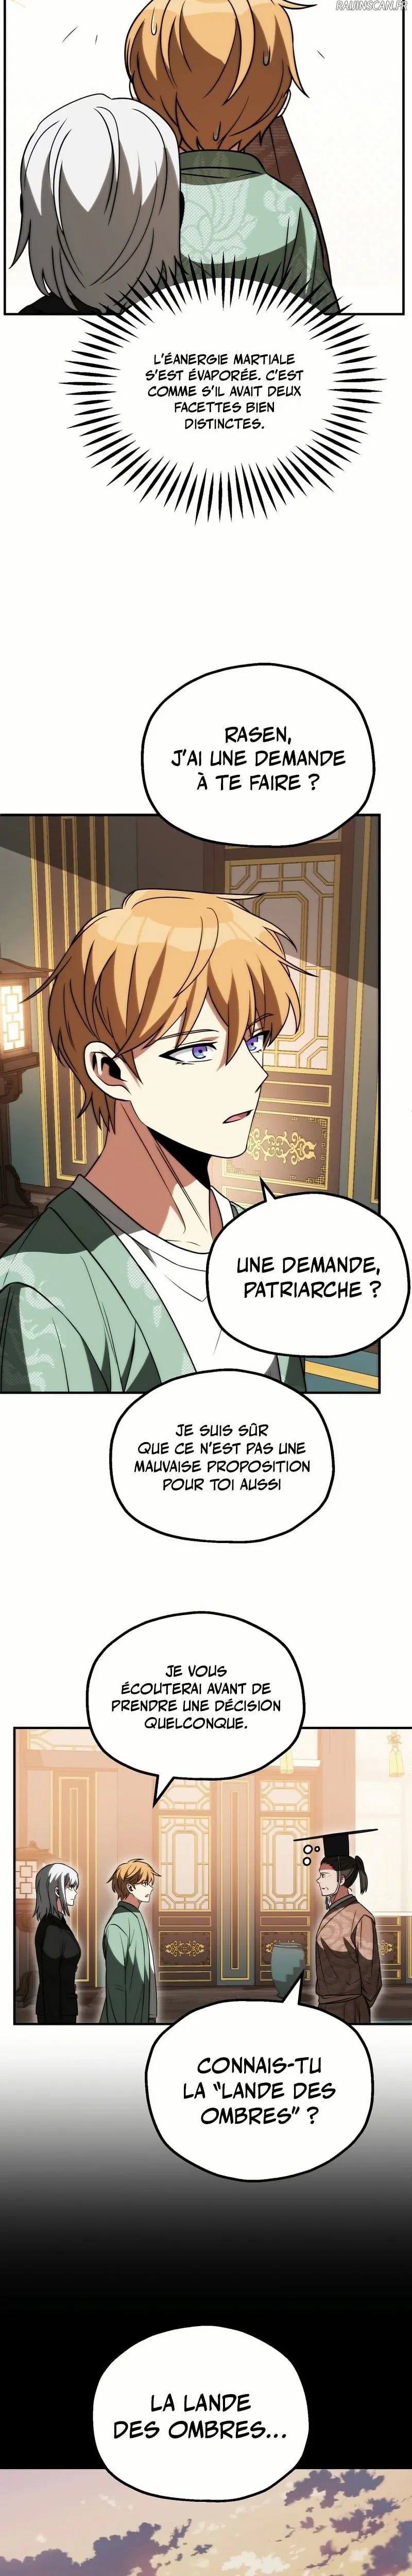 RAIJINSCAN.FR
L'ÉANERGIE MARTIALE
S'EST ÉVAPORÉE. C'EST
COMME S'IL AVAIT DEUX
FACETTES BIEN
DISTINCTES.
RASEN,
J'AI UNE DEMANDE
À TE FAIRE ?
UNE DEMANDE,
PATRIARCHE ?
JE SUIS SÛR
QUE CE N'EST PAS UNE
MAUVAISE PROPOSITION
POUR TOI AUSSI
JE VOUS
ÉCOUTERAI AVANT DE
PRENDRE UNE DÉCISION
QUELCONQUE.
CONNAIS-TU
LA "LANDE DES
OMBRES" ?
LA LANDE
DES OMBRES...